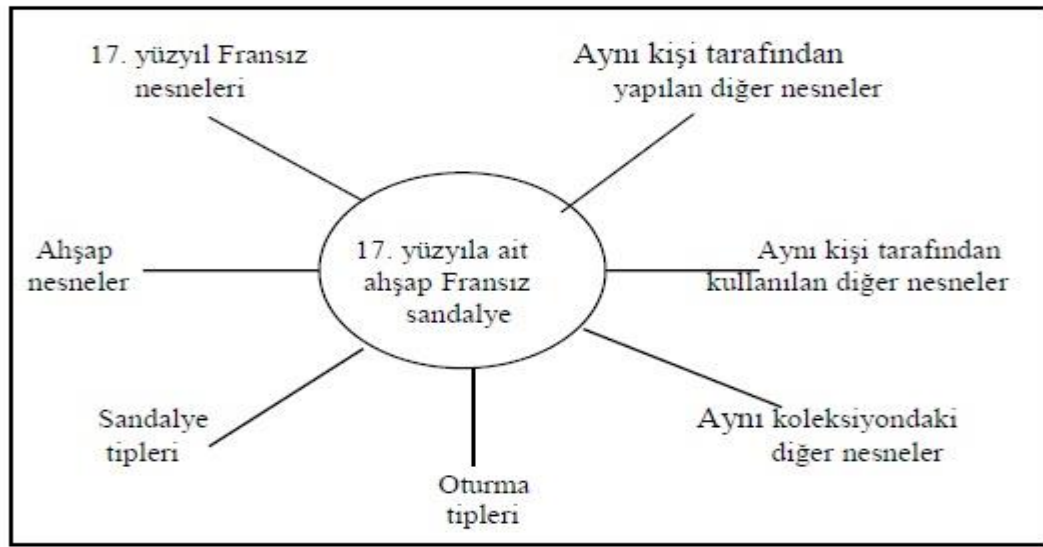 17. yüzyıl Fransız
nesneleri
Aynı kişi tarafından
yapılan diğer nesneler
Ahşap
nesneler
17. yüzyıla ait
ahşap Fransız
sandalye
Aynı kişi tarafından
kullanılan diğer nesneler
Sandalye
tipleri
Aynı koleksiyondaki
diğer nesneler
Oturma
tipleri